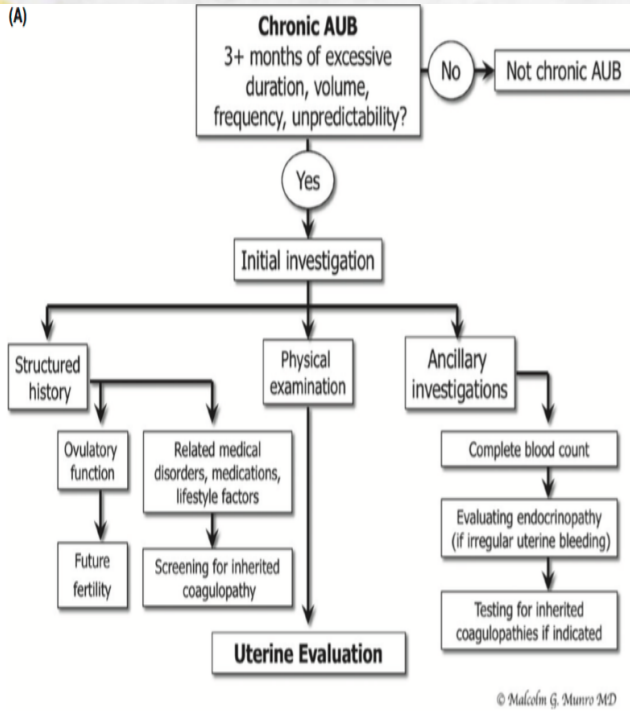 (A)
Chronic AUB
3+ months of excessive
duration, volume,
frequency, unpredictability?
No
Not chronic AUB
Yes
Initial investigation
Structured
history
Physical
examination
Ancillary
investigations
Ovulatory
function
Related medical
disorders, medications,
lifestyle factors
Complete blood count
Evaluating endocrinopathy
(if irregular uterine bleeding)
Future
fertility
Screening for inherited
coagulopathy
Testing for inherited
coagulopathies if indicated
Uterine Evaluation
© Malcolm G. Munro MD